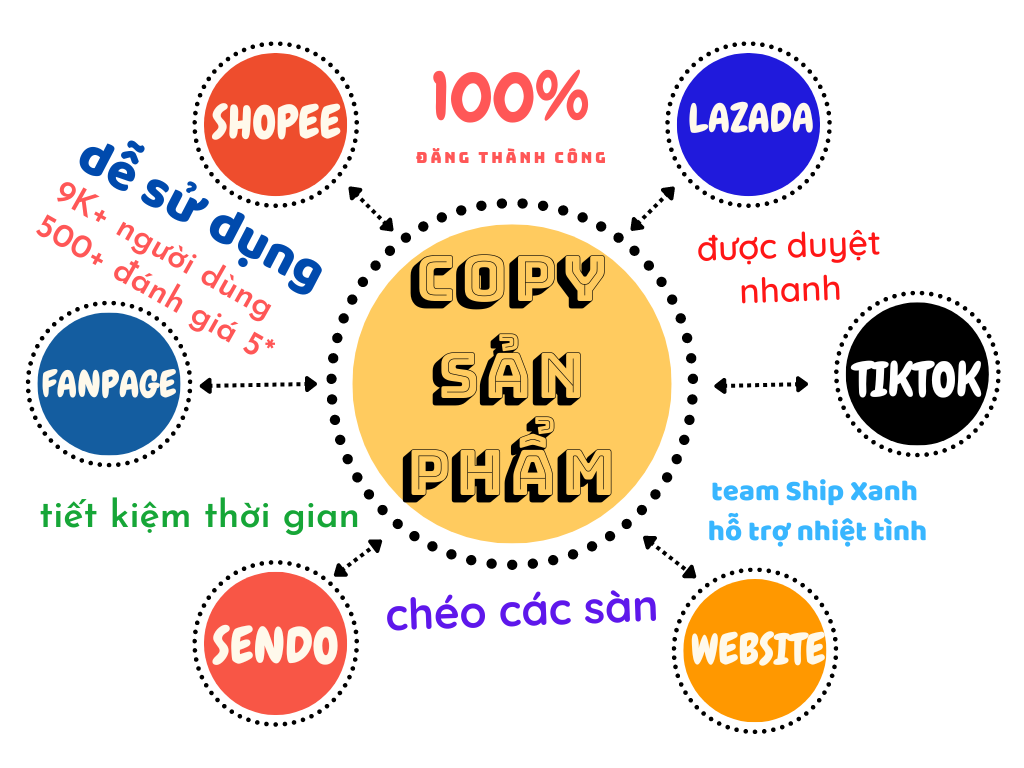 SHOPEE
100%
ĐĂNG THÀNH CÔNG
LAZADA
dễ sử dụng
9K+ người dùng
500+ đánh giá 5*
COPY
SẢN
PHẨM
được duyệt
nhanh
FANPAGE
TIKTOK
tiết kiệm thời gian
team Ship Xanh
hỗ trợ nhiệt tình
SENDO
chéo các sàn
WEBSITE